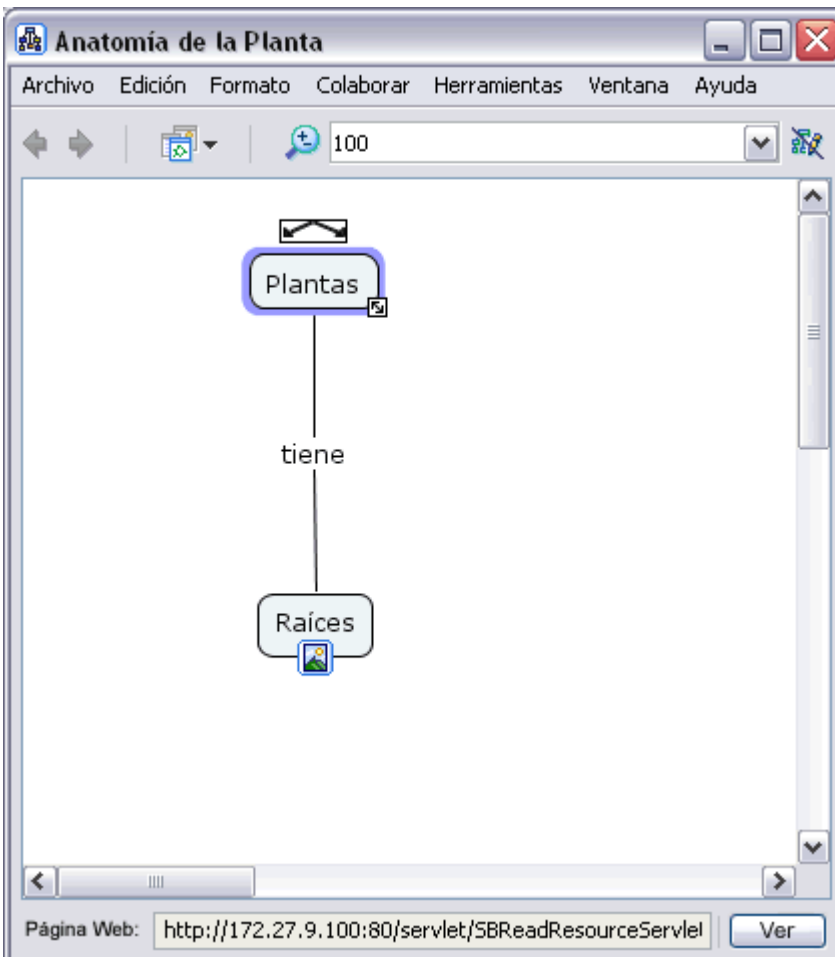 Anatomía de la Planta
Archivo Edición Formato Colaborar Herramientas Ventana Ayuda
100
Plantas
tiene
Raíces
Página Web: http://172.27.9.100:80/servlet/SBReadResourceServlet Ver